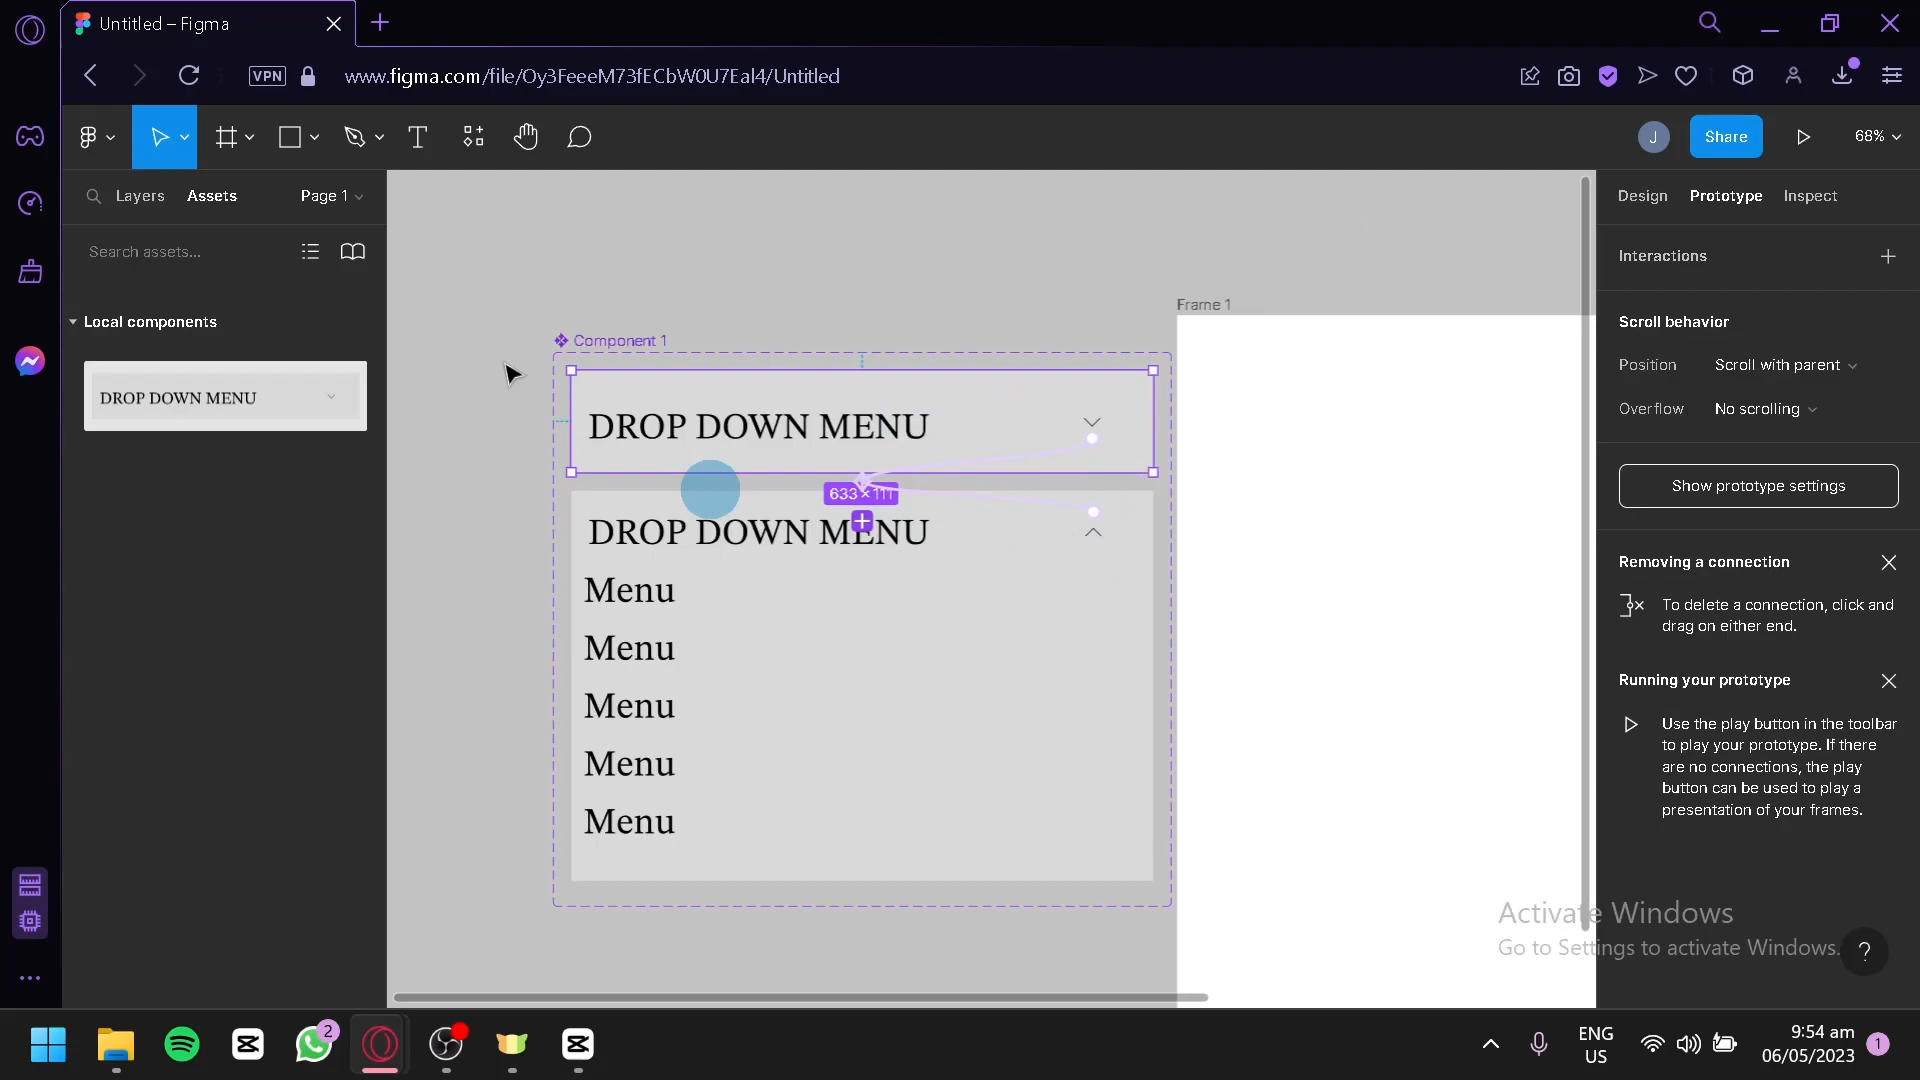 Untitled – Figma
VPN
www.figma.com/file/Oy3FeeeM73fECbW0U7Eal4/Untitled
J
Share
68%
Layers
Assets
Page 1
Search assets...
Local components
DROP DOWN MENU
Frame 1
Component 1
DROP DOWN MENU
633 × 111
DROP DOWN MENU
Menu
Menu
Menu
Menu
Menu
Design
Prototype
Inspect
Interactions
Scroll behavior
Position
Scroll with parent
Overflow
No scrolling
Show prototype settings
Removing a connection
To delete a connection, click and
drag on either end.
Running your prototype
Use the play button in the toolbar
to play your prototype. If there
are no connections, the play
button can be used to play a
presentation of your frames.
Activate Windows
Go to Settings to activate Windows.
?
2
ENG
US
9:54 am
06/05/2023
1